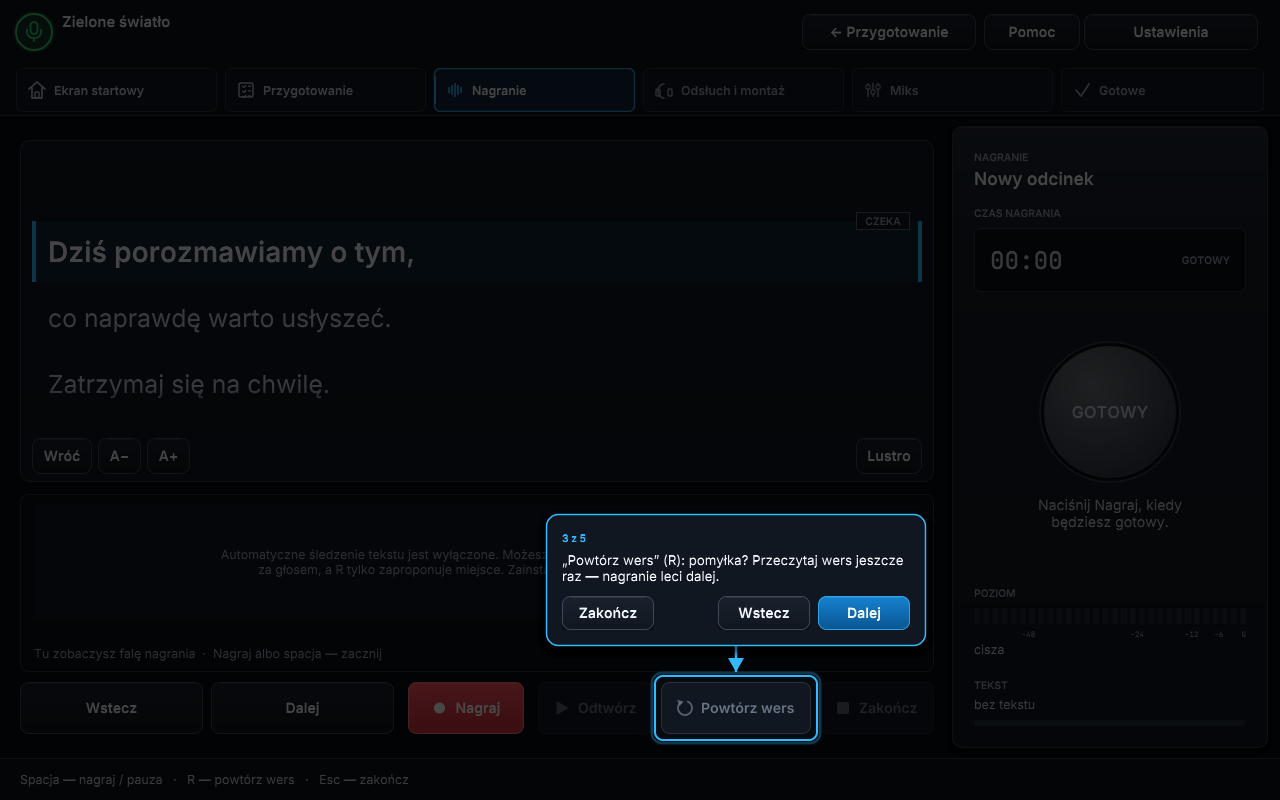 Zielone światło
← Przygotowanie
Pomoc
Ustawienia
Ekran startowy
Przygotowanie
Nagranie
Odsłuch i montaż
Miks
Gotowe
CZEKA
Dziś porozmawiamy o tym,
co naprawdę warto usłyszeć.
Zatrzymaj się na chwilę.
Wróć
A−
A+
Lustro
Automatyczne śledzenie tekstu jest wyłączone. Możesz
za głosem, a R tylko zaproponuje miejsce.
Tu zobaczysz falę nagrania · Nagraj albo spacja — zacznij
3 z 5
„Powtórz wers” (R): pomyłka? Przeczytaj wers jeszcze
raz — nagranie leci dalej.
Zakończ
Wstecz
Dalej
Wstecz
Dalej
Nagraj
Odtwórz
Powtórz wers
Zakończ
NAGRANIE
Nowy odcinek
CZAS NAGRANIA
00:00
GOTOWY
GOTOWY
Naciśnij Nagraj, kiedy
będziesz gotowy.
POZIOM
-48 -24 -12 -6 0
cisza
TEKST
bez tekstu
Spacja — nagraj / pauza · R — powtórz wers · Esc — zakończ